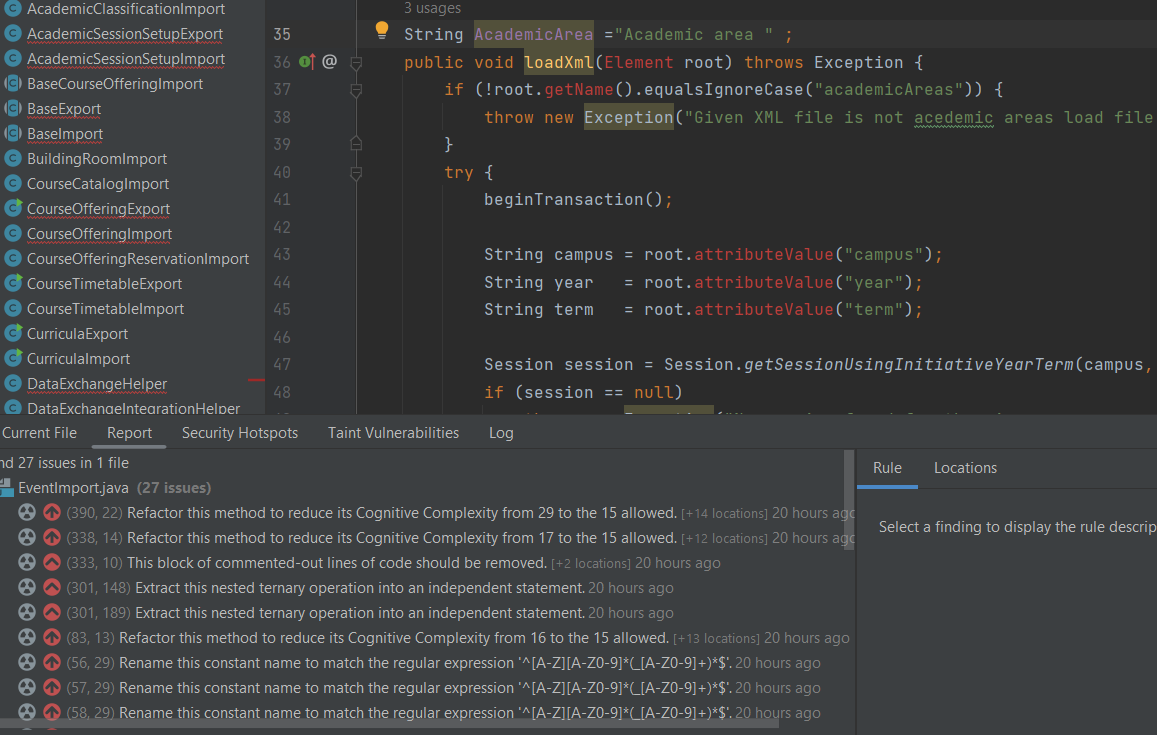 AcademicClassificationImport
AcademicSessionSetupExport
AcademicSessionSetupImport
BaseCourseOfferingImport
BaseExport
BaseImport
BuildingRoomImport
CourseCatalogImport
CourseOfferingExport
CourseOfferingImport
CourseOfferingReservationImport
CourseTimetableExport
CourseTimetableImport
CurriculaExport
CurriculaImport
DataExchangeHelper
DataExchangeIntegrationHelper
3 usages
35 String AcademicArea ="Academic area " ;
36 @ public void loadXml(Element root) throws Exception {
37 if (!root.getName().equalsIgnoreCase("academicAreas")) {
38 throw new Exception("Given XML file is not acedemic areas load file
39 }
40 try {
41 beginTransaction();
42
43 String campus = root.attributeValue("campus");
44 String year = root.attributeValue("year");
45 String term = root.attributeValue("term");
46
47 Session session = Session.getSessionUsingInitiativeYearTerm(campus,
48 if (session == null)
Current File Report Security Hotspots Taint Vulnerabilities Log
nd 27 issues in 1 file
EventImport.java (27 issues)
(390, 22) Refactor this method to reduce its Cognitive Complexity from 29 to the 15 allowed. [+14 locations] 20 hours ago
(338, 14) Refactor this method to reduce its Cognitive Complexity from 17 to the 15 allowed. [+12 locations] 20 hours ago
(333, 10) This block of commented-out lines of code should be removed. [+2 locations] 20 hours ago
(301, 148) Extract this nested ternary operation into an independent statement. 20 hours ago
(301, 189) Extract this nested ternary operation into an independent statement. 20 hours ago
(83, 13) Refactor this method to reduce its Cognitive Complexity from 16 to the 15 allowed. [+13 locations] 20 hours ago
(56, 29) Rename this constant name to match the regular expression '^[A-Z][A-Z0-9]*(_[A-Z0-9]+)*$'. 20 hours ago
(57, 29) Rename this constant name to match the regular expression '^[A-Z][A-Z0-9]*(_[A-Z0-9]+)*$'. 20 hours ago
(58, 29) Rename this constant name to match the regular expression '^[A-Z][A-Z0-9]*(_[A-Z0-9]+)*$'. 20 hours ago
Rule Locations
Select a finding to display the rule descrip